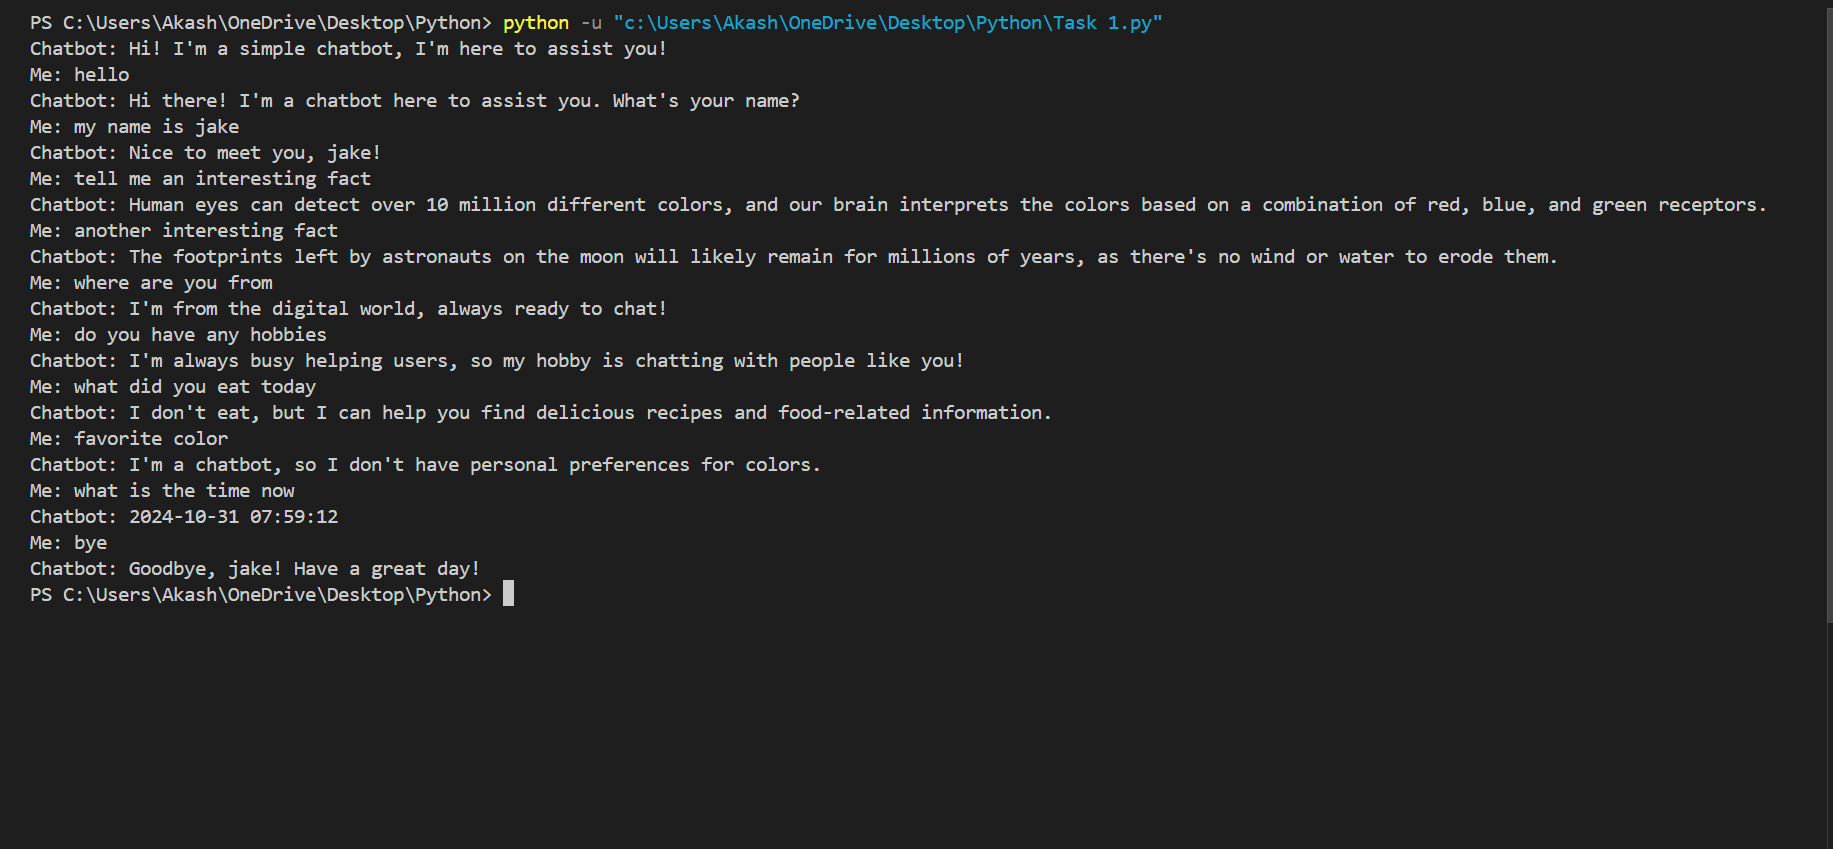 PS C:\Users\Akash\OneDrive\Desktop\Python> python -u "c:\Users\Akash\OneDrive\Desktop\Python\Task 1.py"
Chatbot: Hi! I'm a simple chatbot, I'm here to assist you!
Me: hello
Chatbot: Hi there! I'm a chatbot here to assist you. What's your name?
Me: my name is jake
Chatbot: Nice to meet you, jake!
Me: tell me an interesting fact
Chatbot: Human eyes can detect over 10 million different colors, and our brain interprets the colors based on a combination of red, blue, and green receptors.
Me: another interesting fact
Chatbot: The footprints left by astronauts on the moon will likely remain for millions of years, as there's no wind or water to erode them.
Me: where are you from
Chatbot: I'm from the digital world, always ready to chat!
Me: do you have any hobbies
Chatbot: I'm always busy helping users, so my hobby is chatting with people like you!
Me: what did you eat today
Chatbot: I don't eat, but I can help you find delicious recipes and food-related information.
Me: favorite color
Chatbot: I'm a chatbot, so I don't have personal preferences for colors.
Me: what is the time now
Chatbot: 2024-10-31 07:59:12
Me: bye
Chatbot: Goodbye, jake! Have a great day!
PS C:\Users\Akash\OneDrive\Desktop\Python>